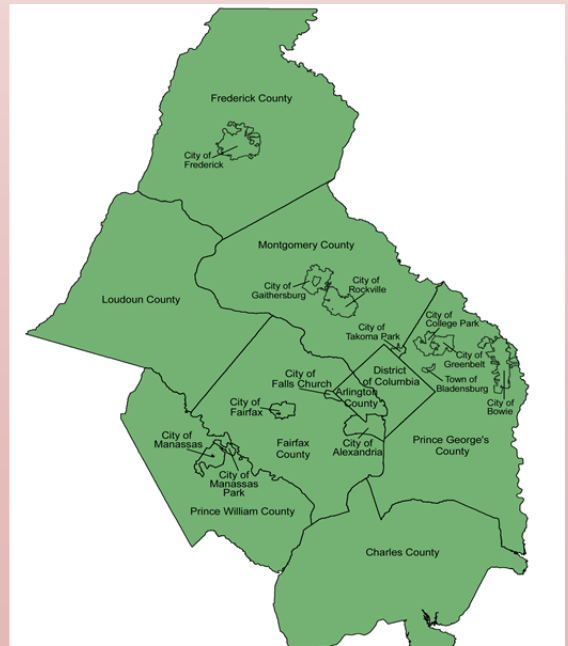 Frederick County
City of
Frederick
Montgomery County
City of
Gaithersburg
City of
Rockville
Loudoun County
City of
College Park
City of
Takoma Park
City of
Greenbelt
District
of Columbia
City of
Falls Church
Town of
Bladensburg
Arlington
County
City of
Bowie
City of
Fairfax
City of
Manassas
Fairfax
County
City of
Alexandria
Prince George's
County
City of
Manassas
Park
Prince William County
Charles County